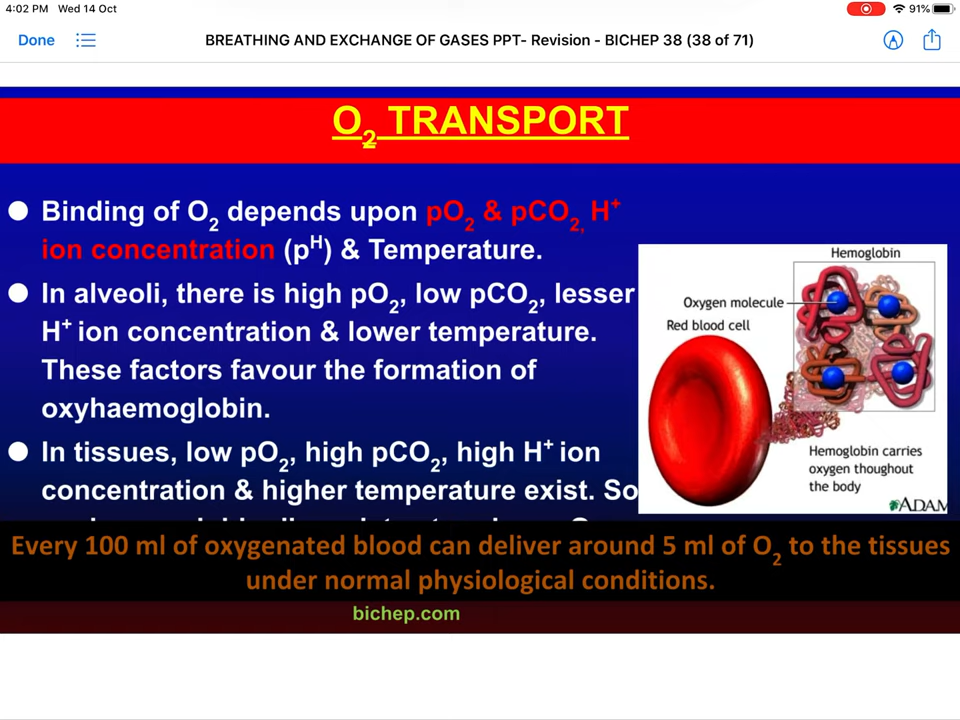 4:02 PM Wed 14 Oct
91%
Done
BREATHING AND EXCHANGE OF GASES PPT- Revision - BICHEP 38 (38 of 71)
O2 TRANSPORT
Binding of O2 depends upon pO2 & pCO2, H+
ion concentration (pH) & Temperature.
In alveoli, there is high pO2, low pCO2, lesser
H+ ion concentration & lower temperature.
These factors favour the formation of
oxyhaemoglobin.
In tissues, low pO2, high pCO2, high H+ ion
concentration & higher temperature exist. So
Hemoglobin
Oxygen molecule
Red blood cell
Hemoglobin carries
oxygen thoughout
the body
ADAM
Every 100 ml of oxygenated blood can deliver around 5 ml of O2 to the tissues
under normal physiological conditions.
bichep.com